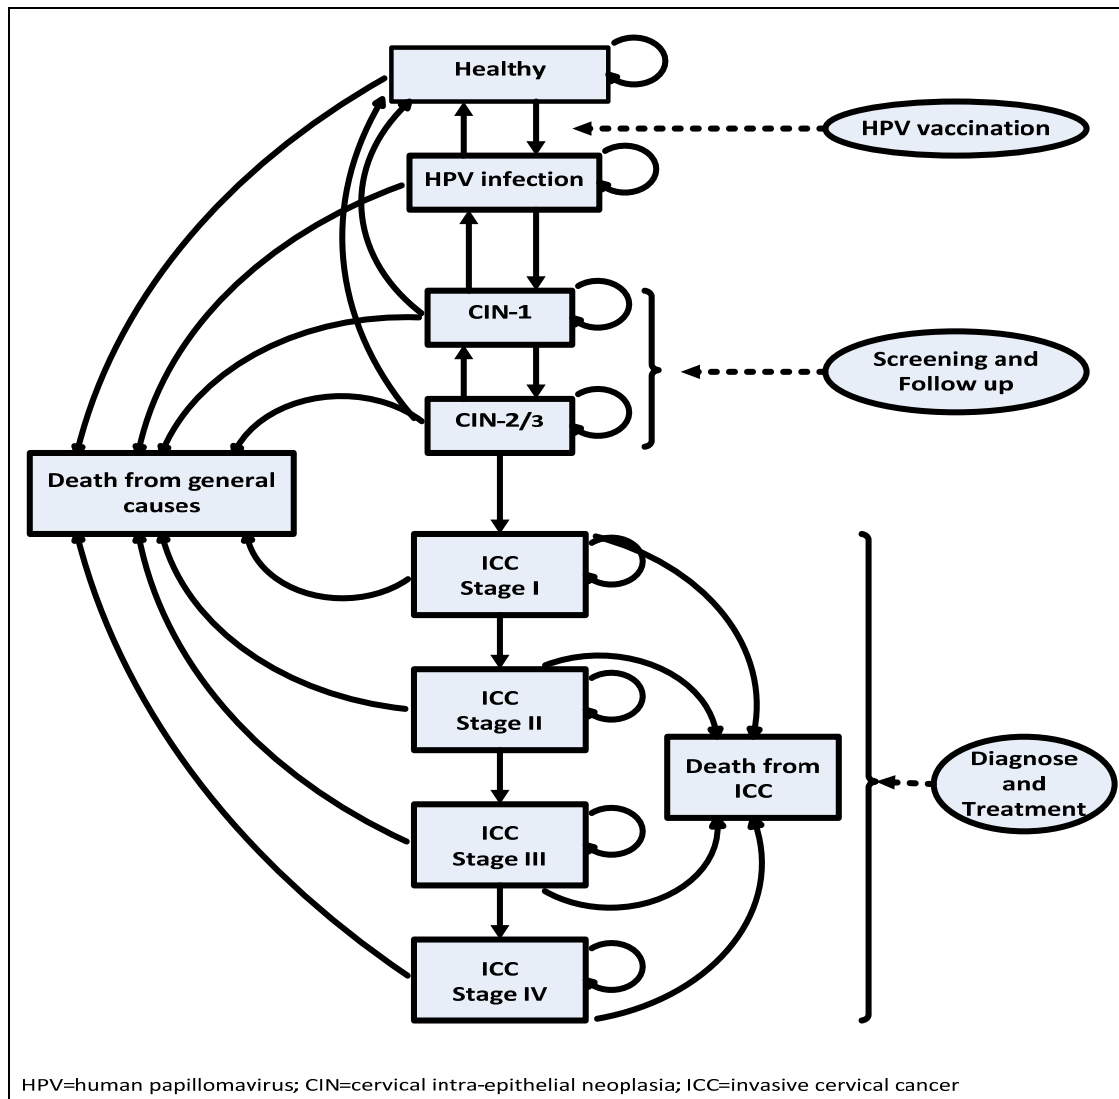 Healthy
HPV vaccination
HPV infection
CIN-1
Screening and
Follow up
CIN-2/3
Death from general
causes
ICC
Stage I
ICC
Stage II
Death from
ICC
Diagnose
and
Treatment
ICC
Stage III
ICC
Stage IV
HPV=human papillomavirus; CIN=cervical intra-epithelial neoplasia; ICC=invasive cervical cancer